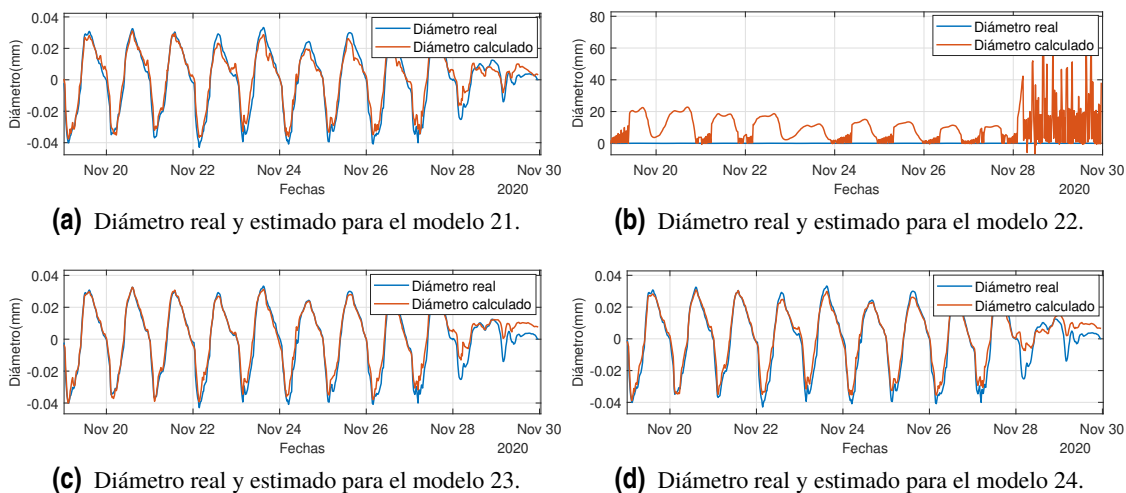 0.04
0.02
0
-0.02
-0.04
Diámetro(mm)
Diámetro real
Diámetro calculado
Nov 20
Nov 22
Nov 24
Nov 26
Nov 28
Nov 30
Fechas
2020
(a) Diámetro real y estimado para el modelo 21.
80
60
40
20
0
Diámetro(mm)
Diámetro real
Diámetro calculado
Nov 20
Nov 22
Nov 24
Nov 26
Nov 28
Nov 30
Fechas
2020
(b) Diámetro real y estimado para el modelo 22.
0.04
0.02
0
-0.02
-0.04
Diámetro(mm)
Diámetro real
Diámetro calculado
Nov 20
Nov 22
Nov 24
Nov 26
Nov 28
Nov 30
Fechas
2020
(c) Diámetro real y estimado para el modelo 23.
0.04
0.02
0
-0.02
-0.04
Diámetro(mm)
Diámetro real
Diámetro calculado
Nov 20
Nov 22
Nov 24
Nov 26
Nov 28
Nov 30
Fechas
2020
(d) Diámetro real y estimado para el modelo 24.